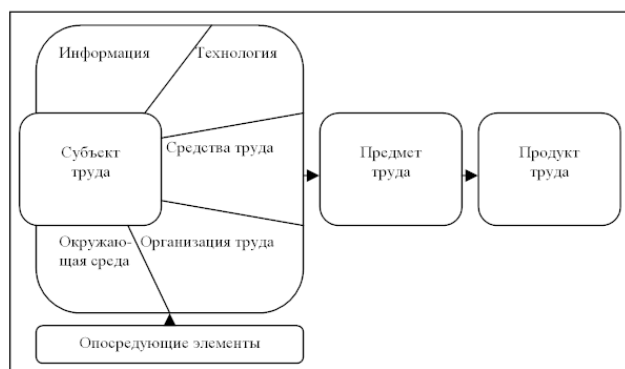 Информация
Технология
Субъект
труда
Средства труда
Предмет
труда
Продукт
труда
Окружаю-
щая среда
Организация труда
Опосредующие элементы